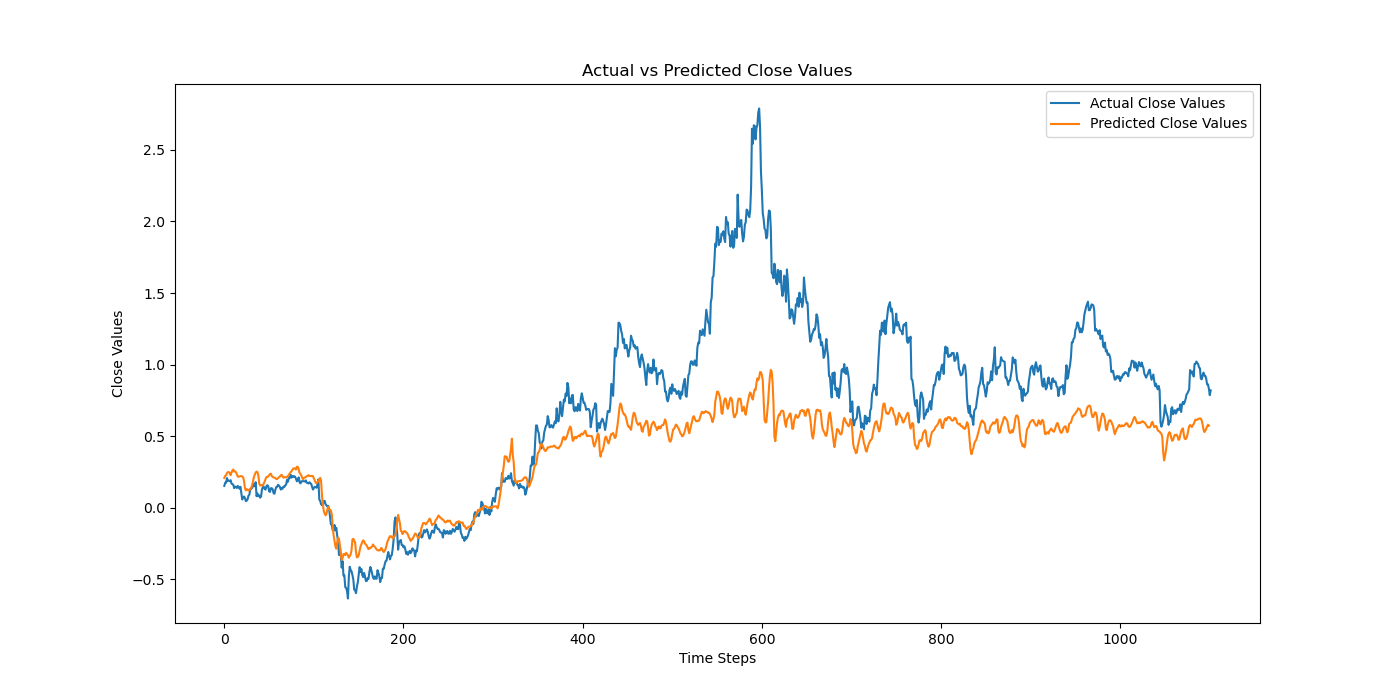 Actual vs Predicted Close Values
Actual Close Values
Predicted Close Values
2.5
2.0
1.5
1.0
0.5
0.0
−0.5
Close Values
0 200 400 600 800 1000
Time Steps